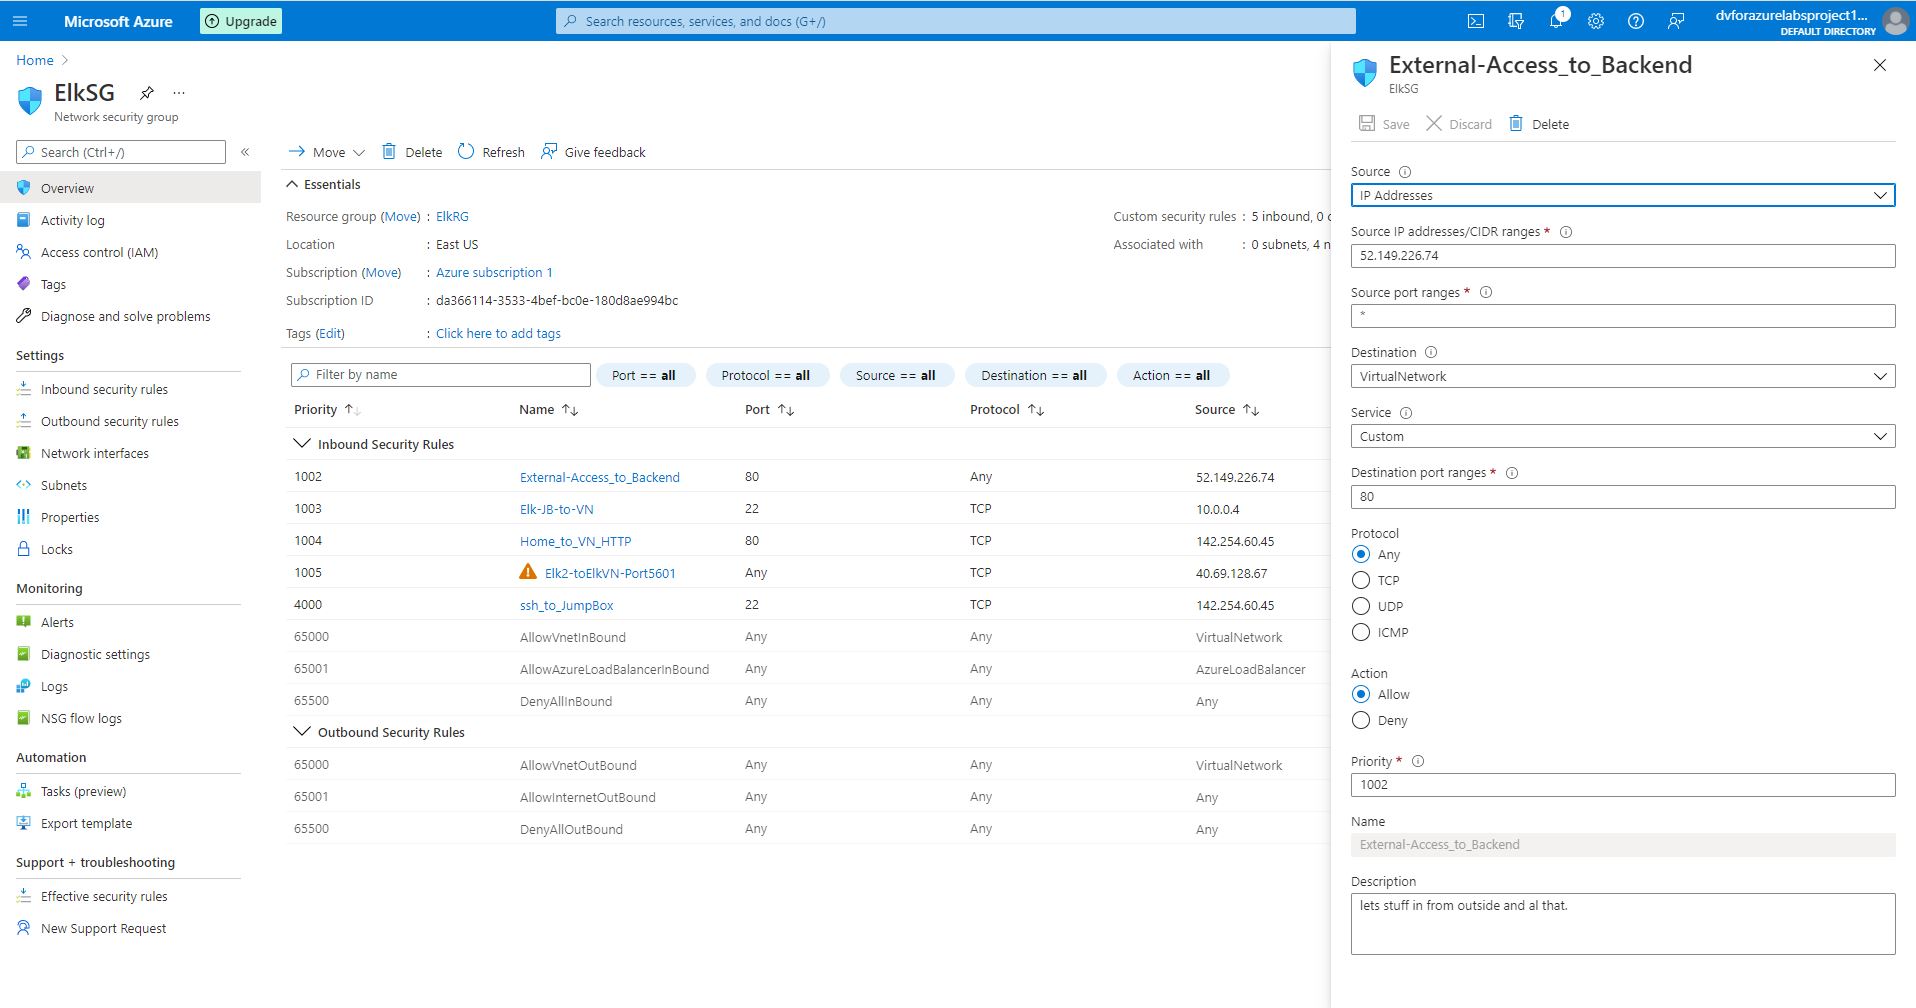 Microsoft Azure
Upgrade
Search resources, services, and docs (G+/)
1
dvforazurelabsproject1...
DEFAULT DIRECTORY
Home
ElkSG
...
Network security group
Search (Ctrl+/)
«
Overview
Activity log
Access control (IAM)
Tags
Diagnose and solve problems
Settings
Inbound security rules
Outbound security rules
Network interfaces
Subnets
Properties
Locks
Monitoring
Alerts
Diagnostic settings
Logs
NSG flow logs
Automation
Tasks (preview)
Export template
Support + troubleshooting
Effective security rules
New Support Request
Move Delete Refresh Give feedback
Essentials
Resource group (Move) : ElkRG
Location : East US
Subscription (Move) : Azure subscription 1
Subscription ID : da366114-3533-4bef-bc0e-180d8ae994bc
Tags (Edit) : Click here to add tags
Custom security rules : 5 inbound, 0
Associated with : 0 subnets, 4
Filter by name
Port == all
Protocol == all
Source == all
Destination == all
Action == all
Priority Name Port Protocol Source
Inbound Security Rules
1002 External-Access_to_Backend 80 Any 52.149.226.74
1003 Elk-JB-to-VN 22 TCP 10.0.0.4
1004 Home_to_VN_HTTP 80 TCP 142.254.60.45
1005 Elk2-toElkVN-Port5601 Any TCP 40.69.128.67
4000 ssh_to_JumpBox 22 TCP 142.254.60.45
65000 AllowVnetInBound Any Any VirtualNetwork
65001 AllowAzureLoadBalancerInBound Any Any AzureLoadBalancer
65500 DenyAllInBound Any Any Any
Outbound Security Rules
65000 AllowVnetOutBound Any Any VirtualNetwork
65001 AllowInternetOutBound Any Any Any
65500 DenyAllOutBound Any Any Any
External-Access_to_Backend
ElkSG
Save Discard Delete
Source
IP Addresses
Source IP addresses/CIDR ranges *
52.149.226.74
Source port ranges *
*
Destination
VirtualNetwork
Service
Custom
Destination port ranges *
80
Protocol
Any
TCP
UDP
ICMP
Action
Allow
Deny
Priority *
1002
Name
External-Access_to_Backend
Description
lets stuff in from outside and al that.